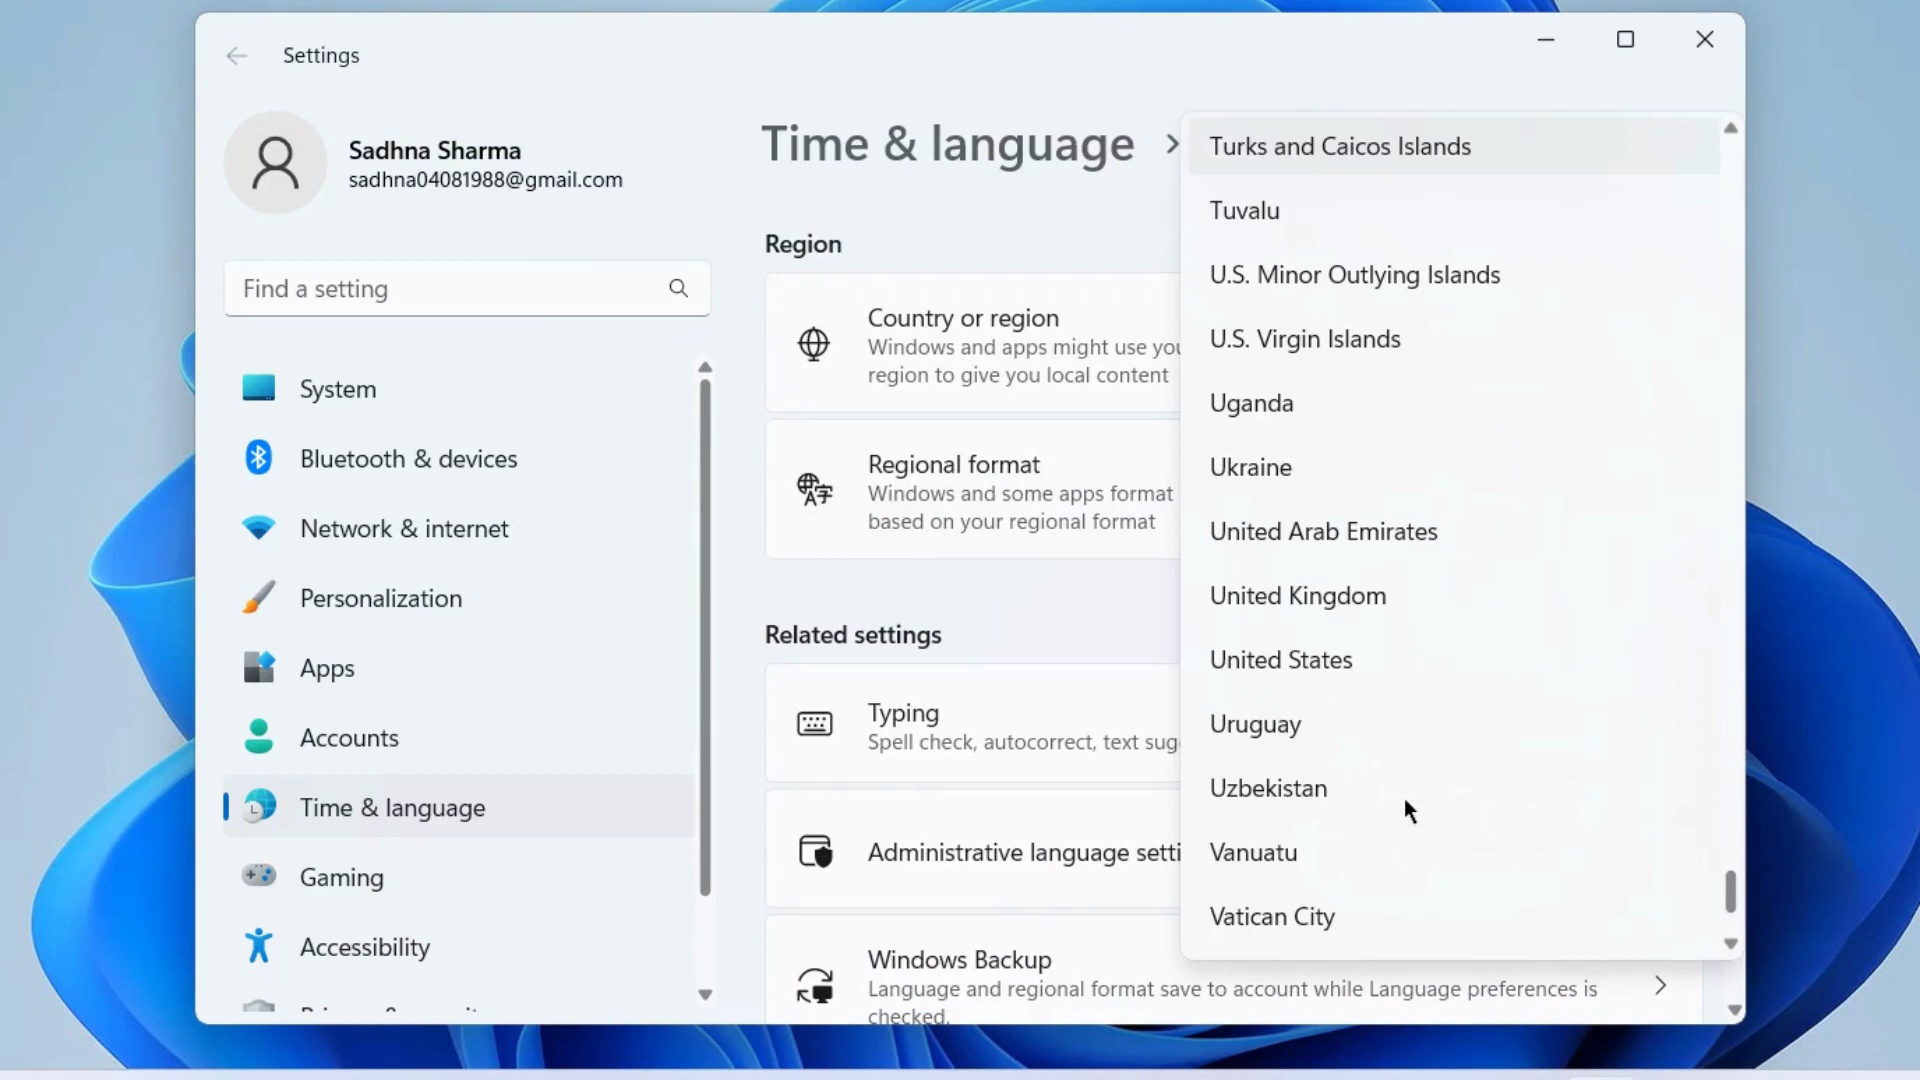 Settings
Sadhna Sharma
sadhna04081988@gmail.com
Find a setting
System
Bluetooth & devices
Network & internet
Personalization
Apps
Accounts
Time & language
Gaming
Accessibility
Time & language >
Region
Country or region
Windows and apps might use you
region to give you local content
Regional format
Windows and some apps format
based on your regional format
Related settings
Typing
Spell check, autocorrect, text sug
Administrative language setti
Windows Backup
Language and regional format save to account while Language preferences is
checked.
Turks and Caicos Islands
Tuvalu
U.S. Minor Outlying Islands
U.S. Virgin Islands
Uganda
Ukraine
United Arab Emirates
United Kingdom
United States
Uruguay
Uzbekistan
Vanuatu
Vatican City